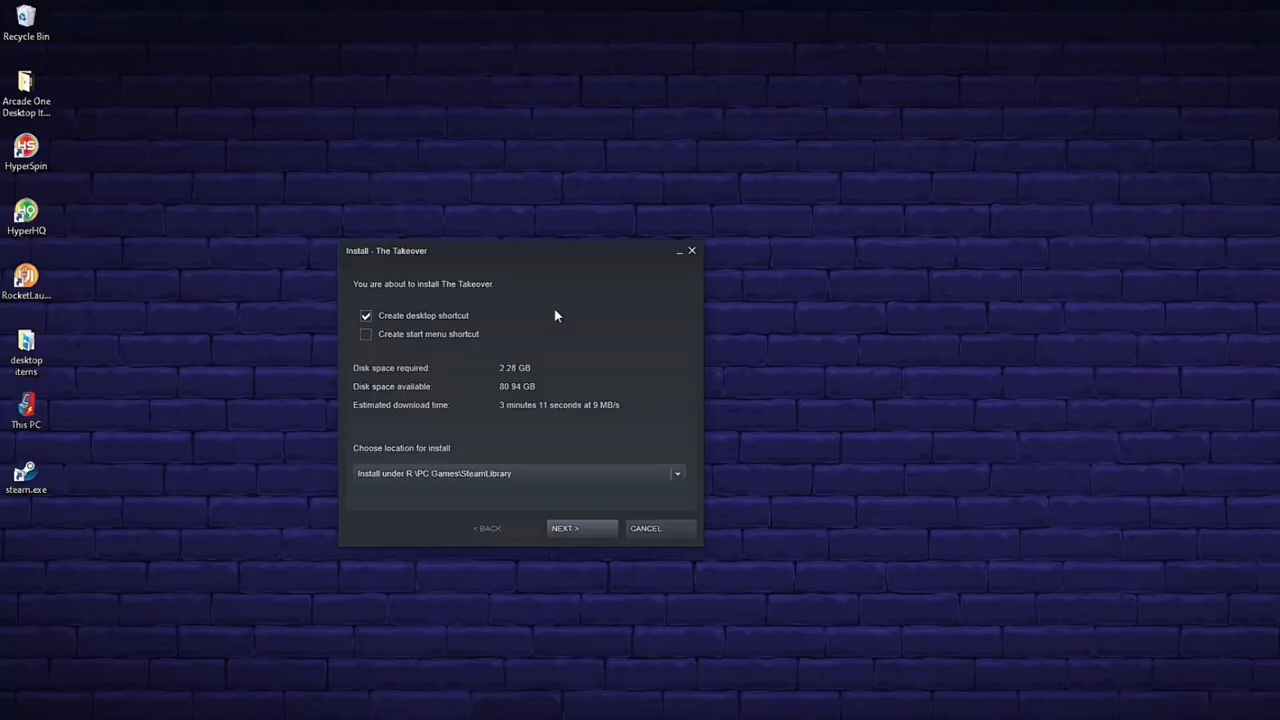 Recycle Bin
Arcade One
Desktop It...
HyperSpin
HyperHQ
RocketLau...
desktop
items
This PC
steam.exe
Install - The Takeover
You are about to install The Takeover.
Create desktop shortcut
Create start menu shortcut
Disk space required: 2.28 GB
Disk space available: 80.94 GB
Estimated download time: 3 minutes 11 seconds at 9 MB/s
Choose location for install:
Install under R:\PC Games\SteamLibrary
< BACK NEXT > CANCEL